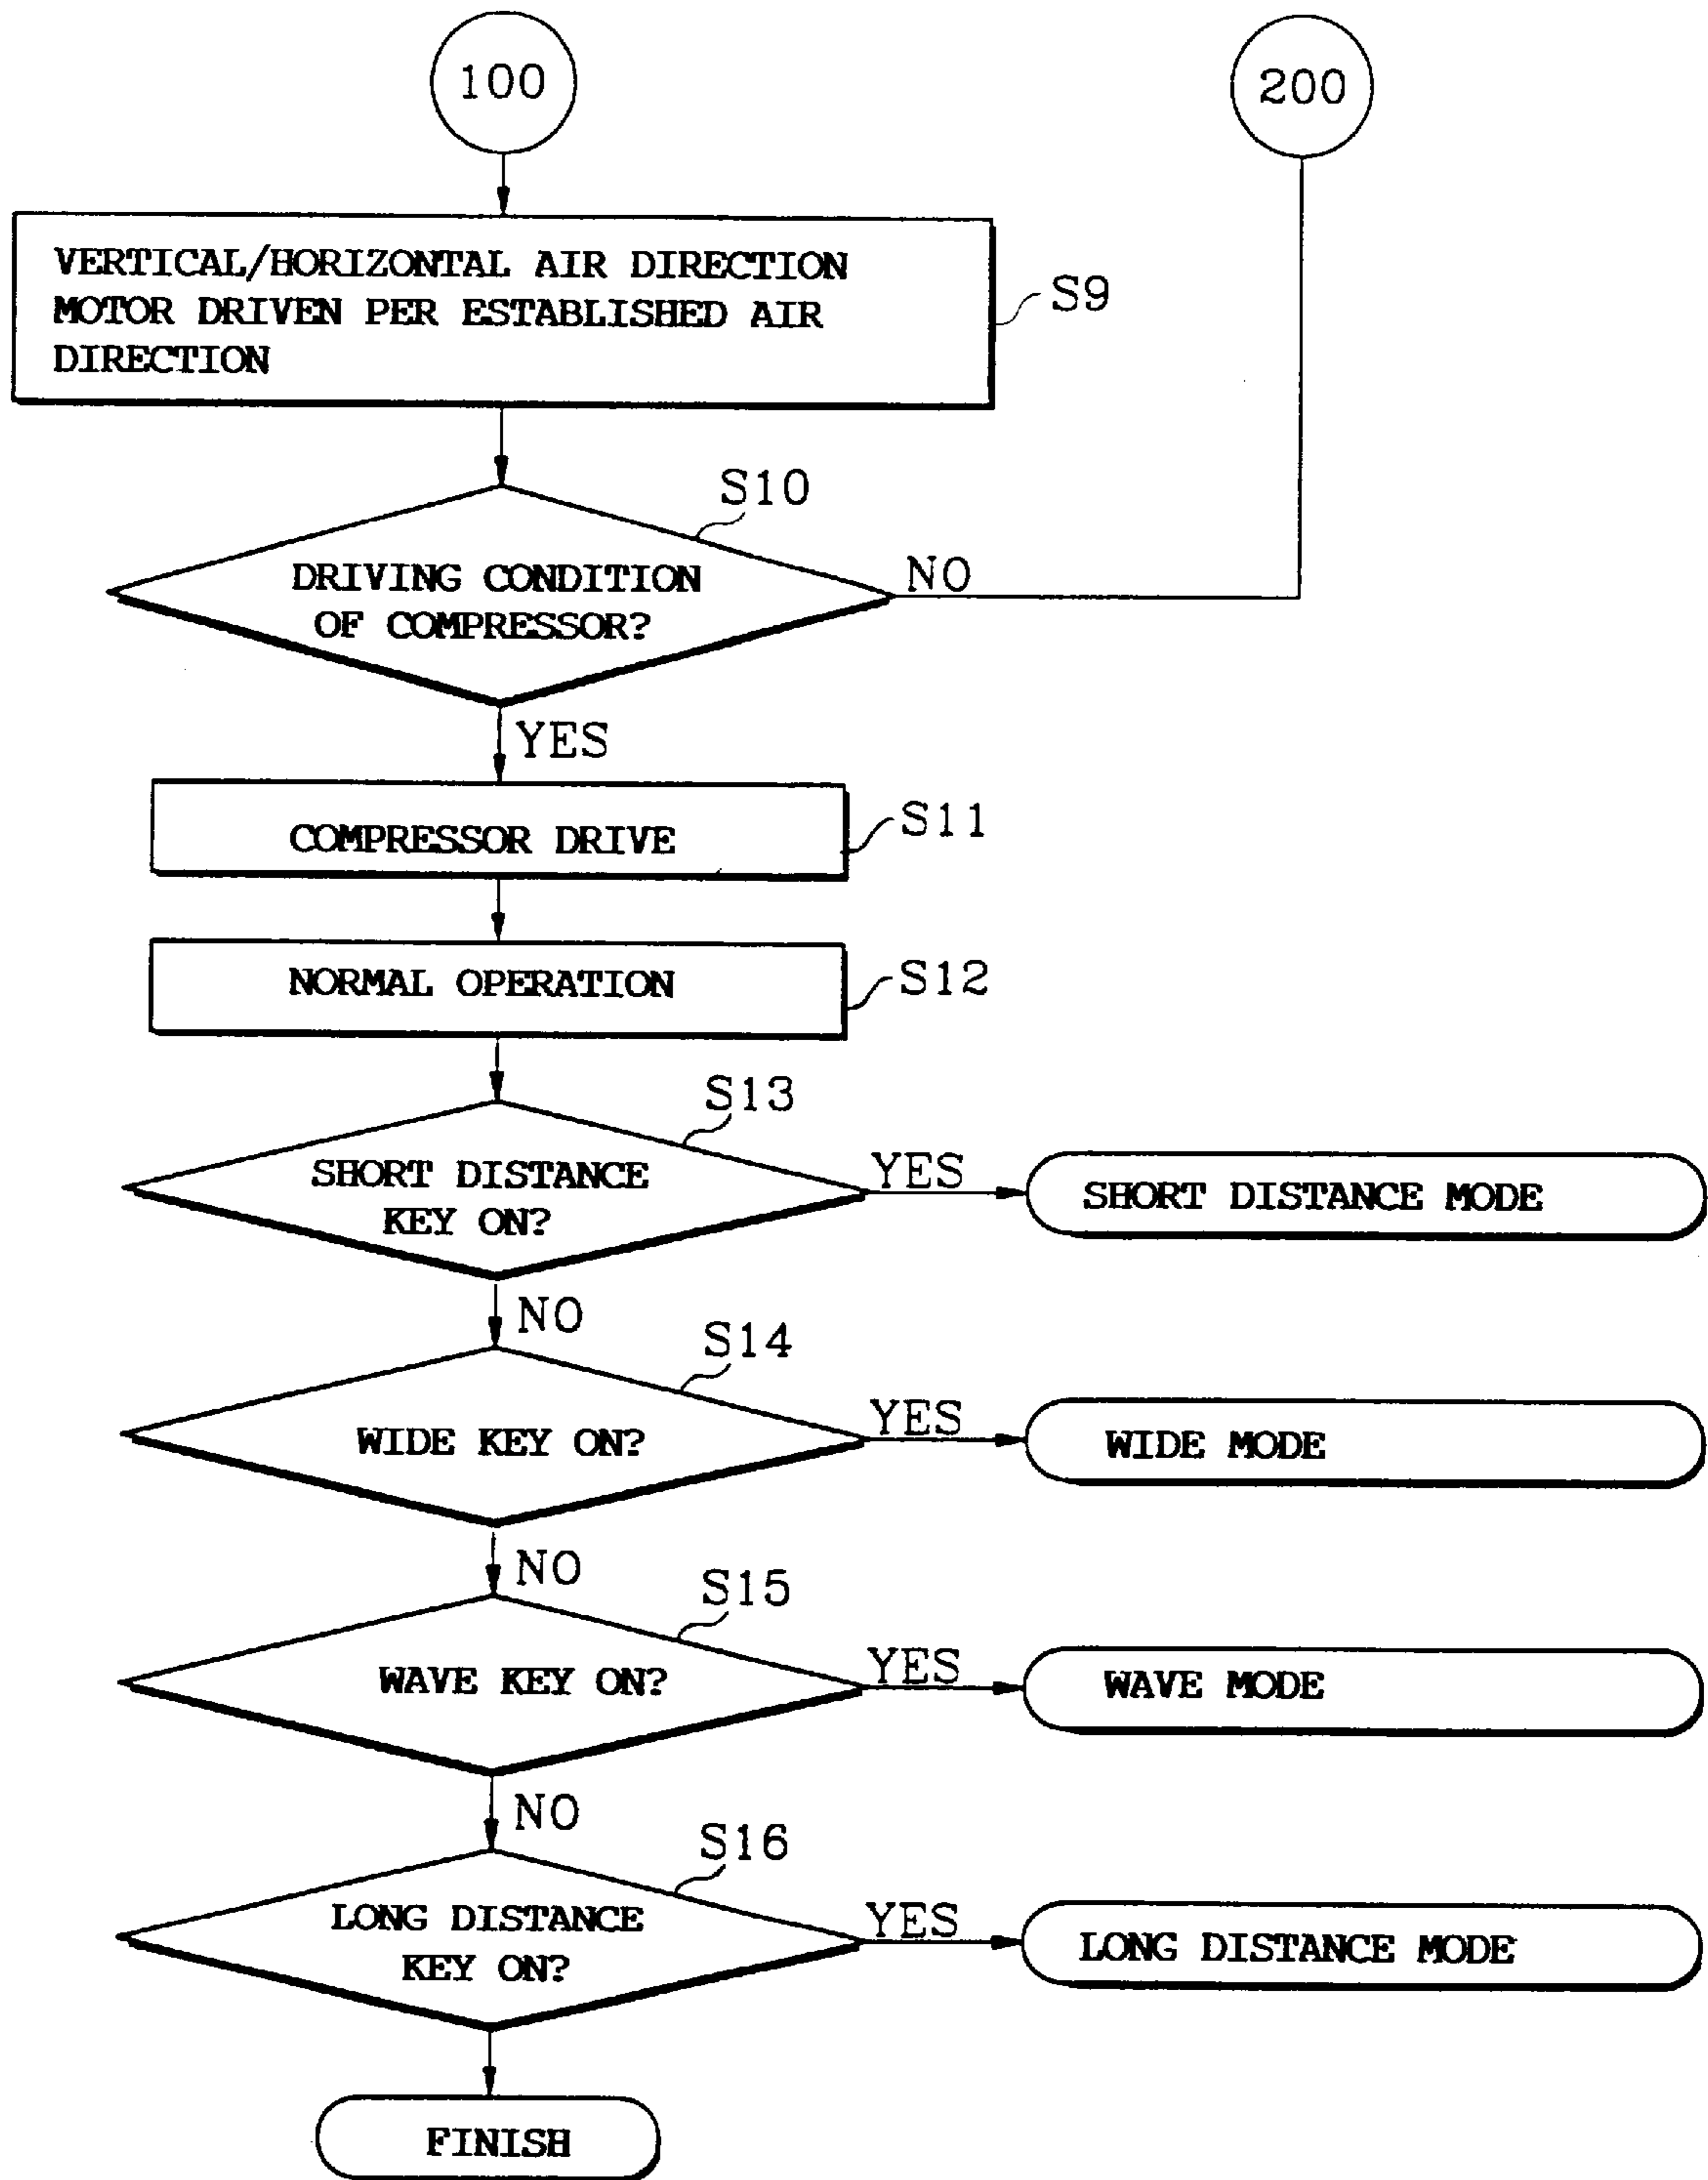 100
200
VERTICAL/HORIZONTAL AIR DIRECTION
MOTOR DRIVEN PER ESTABLISHED AIR
DIRECTION
S9
S10
DRIVING CONDITION
OF COMPRESSOR?
NO
YES
COMPRESSOR DRIVE
S11
NORMAL OPERATION
S12
S13
SHORT DISTANCE
KEY ON?
YES
SHORT DISTANCE MODE
NO
S14
WIDE KEY ON?
YES
WIDE MODE
NO
S15
WAVE KEY ON?
YES
WAVE MODE
NO
S16
LONG DISTANCE
KEY ON?
YES
LONG DISTANCE MODE
FINISH